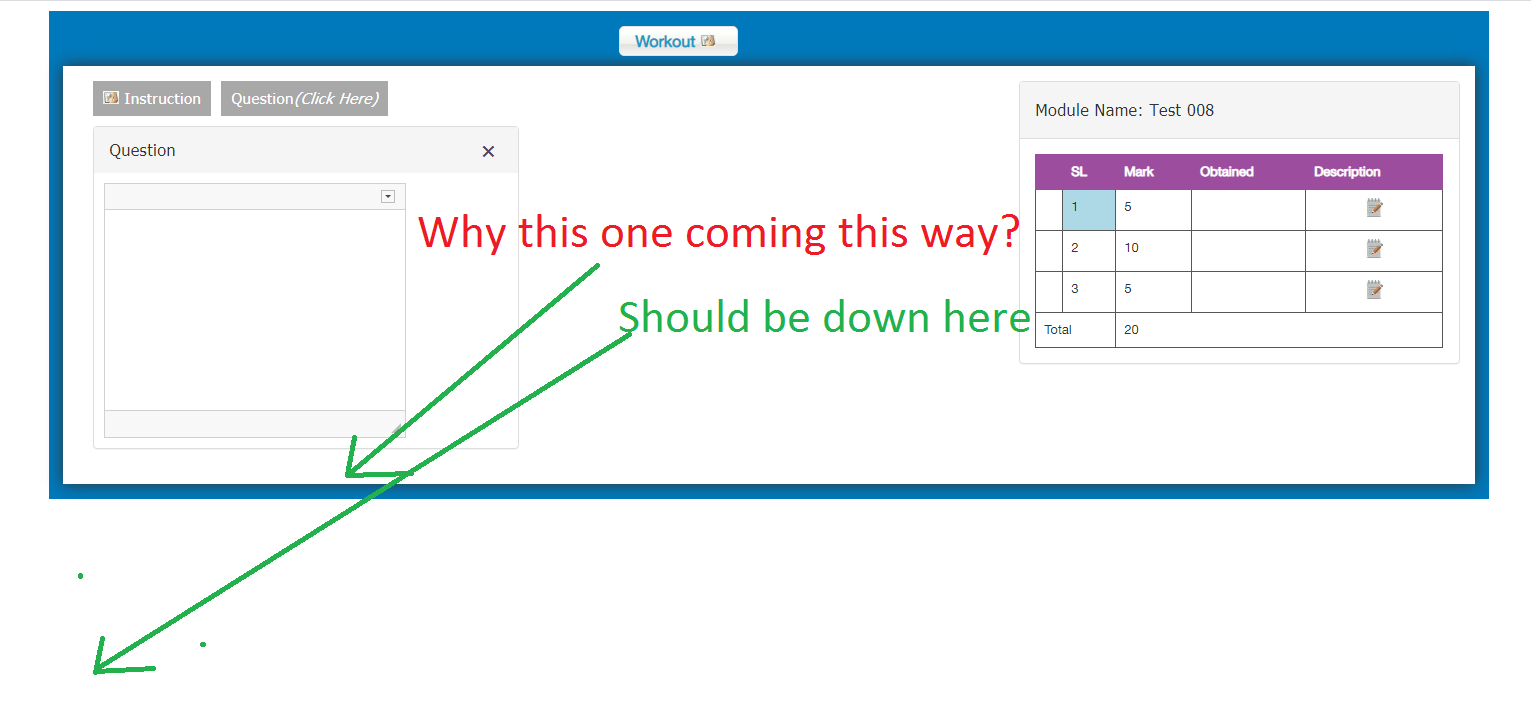 Workout
Instruction
Question(Click Here)
Module Name: Test 008
Question
SL Mark Obtained Description
1 5
2 10
3 5
Total 20
Why this one coming this way?
Should be down here